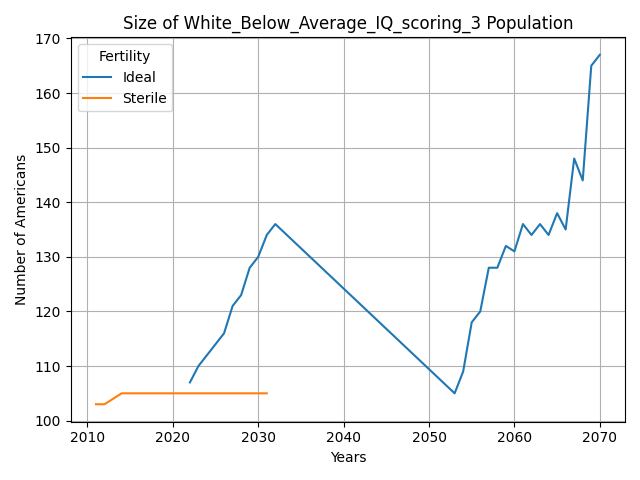 Size of White_Below_Average_IQ_scoring_3 Population
170
160
150
140
130
120
110
100
Number of Americans
Fertility
Ideal
Sterile
2010 2020 2030 2040 2050 2060 2070
Years